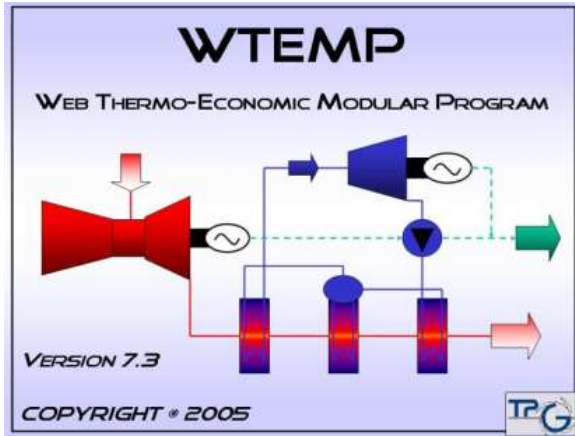 WTEMP
WEB THERMO-ECONOMIC MODULAR PROGRAM
VERSION 7.3
COPYRIGHT © 2005
TPG